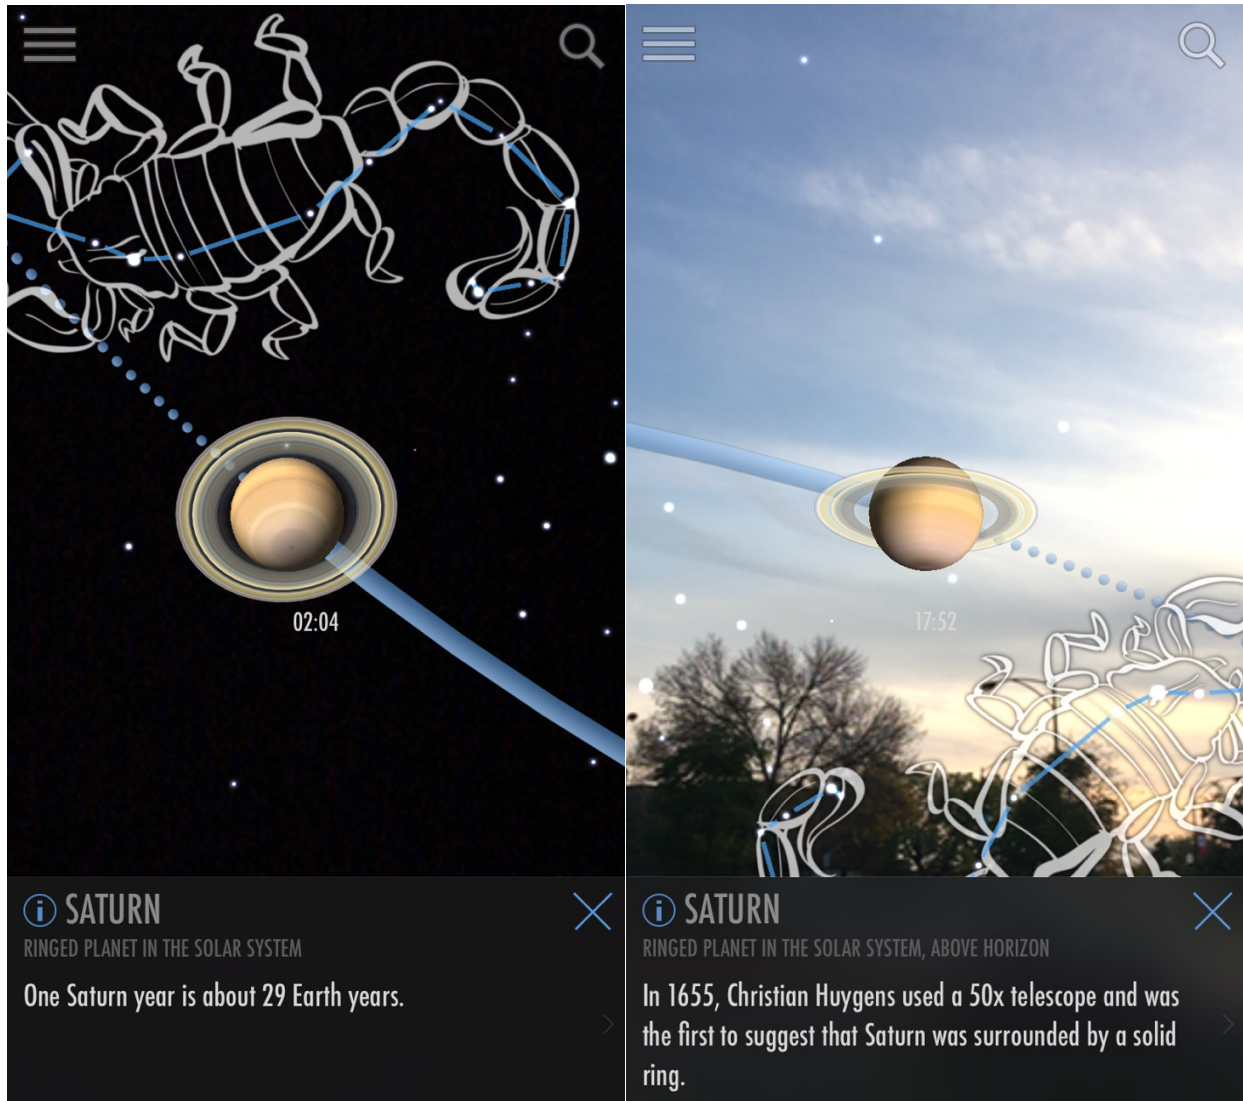 02:04
SATURN
RINGED PLANET IN THE SOLAR SYSTEM
One Saturn year is about 29 Earth years.
17:52
SATURN
RINGED PLANET IN THE SOLAR SYSTEM, ABOVE HORIZON
In 1655, Christian Huygens used a 50x telescope and was
the first to suggest that Saturn was surrounded by a solid
ring.